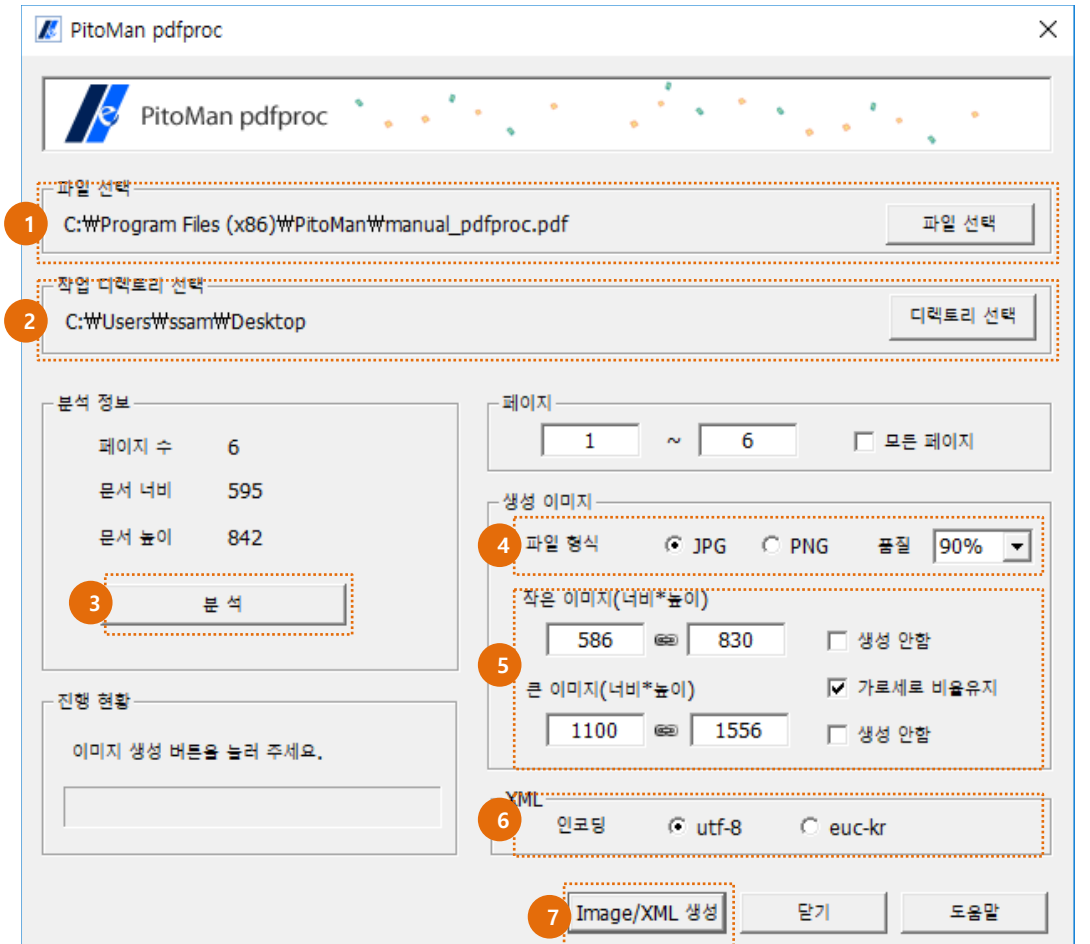 PitoMan pdfproc
e PitoMan pdfproc
파일 선택
1 C:₩Program Files (x86)₩PitoMan₩manual_pdfproc.pdf 파일 선택
작업 디렉토리 선택
2 C:₩Users₩ssam₩Desktop 디렉토리 선택
분석 정보
페이지 수 6
문서 너비 595
문서 높이 842
3 분 석
진행 현황
이미지 생성 버튼을 눌러 주세요.
페이지
1 ~ 6 모든 페이지
생성 이미지
4 파일 형식 JPG PNG 품질 90%
작은 이미지(너비*높이)
586 830 생성 안함
5
큰 이미지(너비*높이) 가로세로 비율유지
1100 1556 생성 안함
XML
6 인코딩 utf-8 euc-kr
7 Image/XML 생성 닫기 도움말